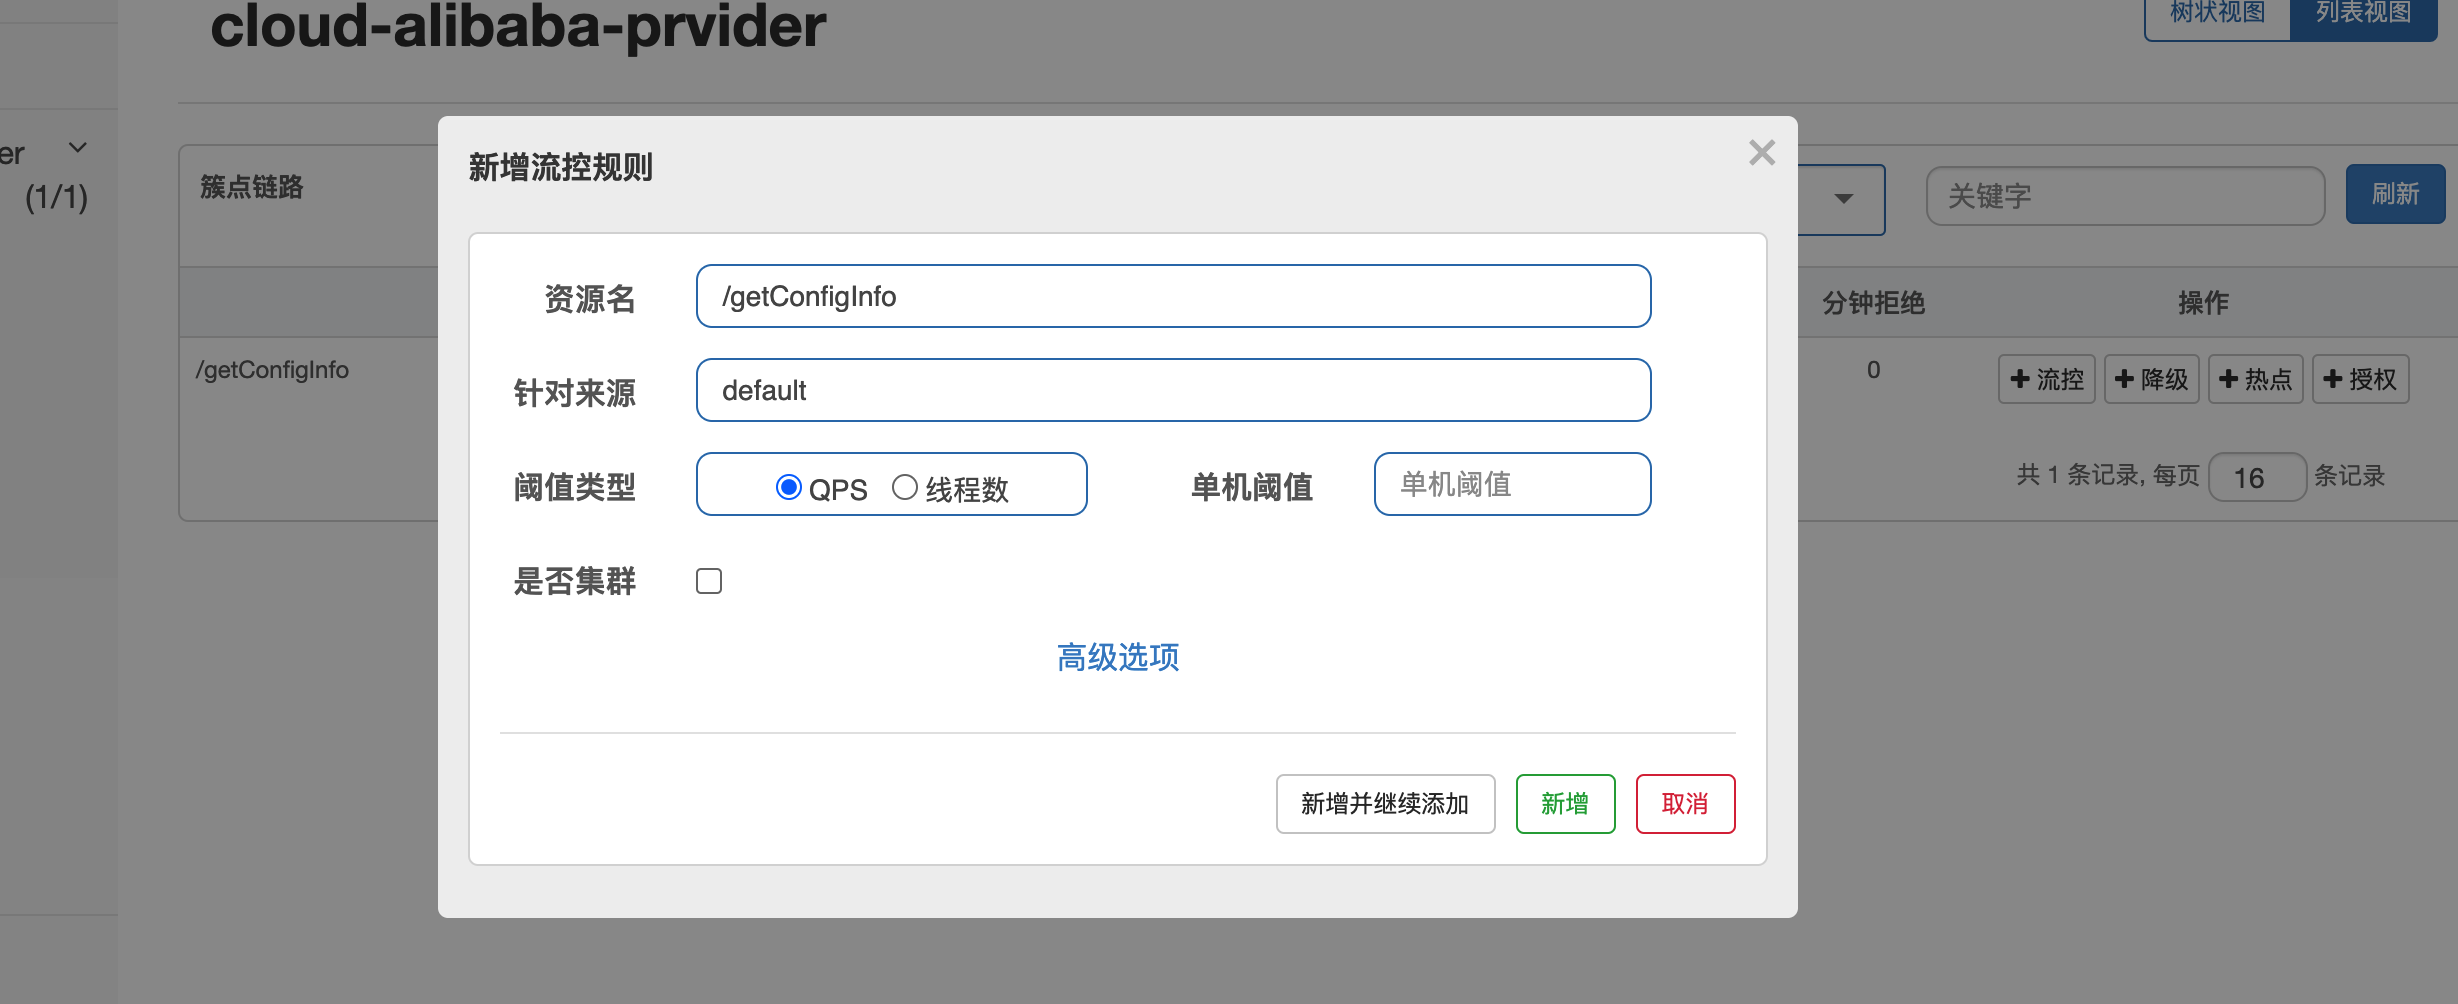 cloud-alibaba-prvider
树状视图 列表视图
er
(1/1)
簇点链路
关键字
刷新
新增流控规则
资源名 /getConfigInfo
针对来源 default
阈值类型 QPS 线程数 单机阈值 单机阈值
是否集群
高级选项
新增并继续添加 新增 取消
分钟拒绝 操作
/getConfigInfo
0 流控 降级 热点 授权
共 1 条记录, 每页 16 条记录